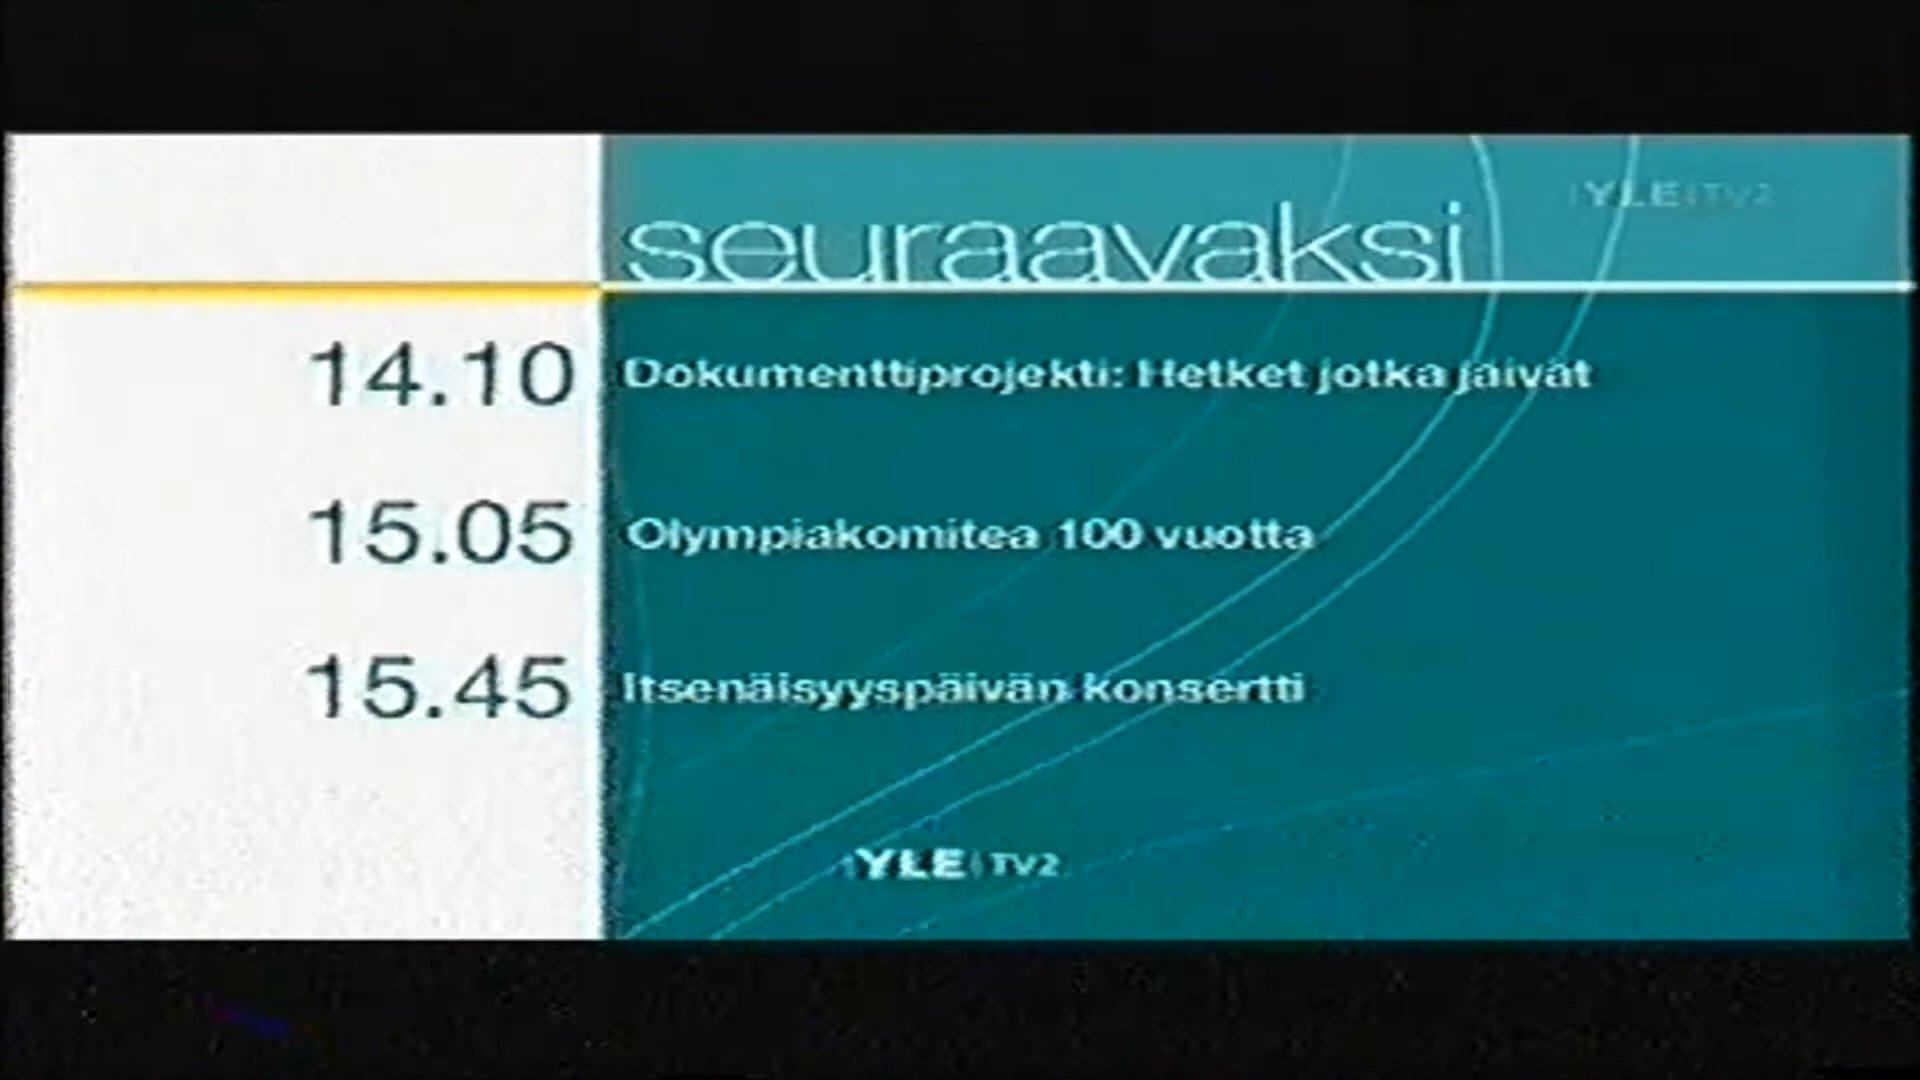 YLE TV2
seuraavaksi
14.10 Dokumenttiprojekti: Hetket jotka jäivät
15.05 Olympiakomitea 100 vuotta
15.45 Itsenäisyyspäivän konsertti
YLE TV2